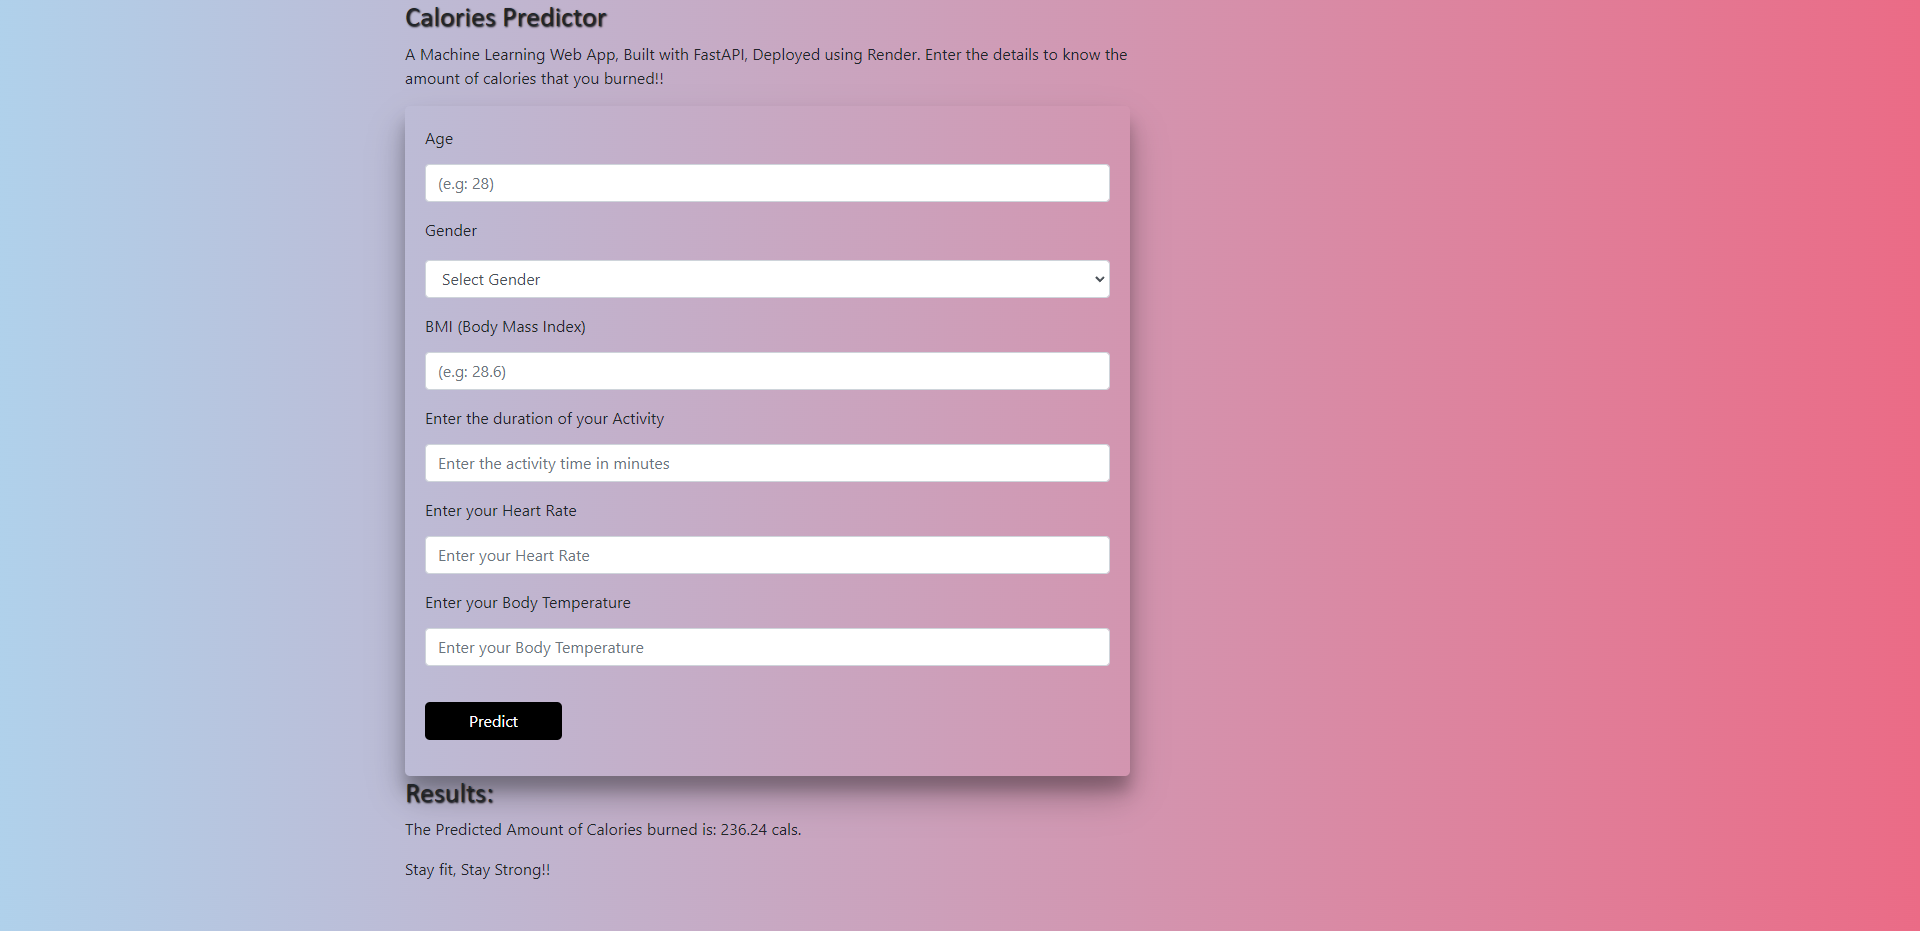 Calories Predictor
A Machine Learning Web App, Built with FastAPI, Deployed using Render. Enter the details to know the
amount of calories that you burned!!
Age
(e.g: 28)
Gender
Select Gender
BMI (Body Mass Index)
(e.g: 28.6)
Enter the duration of your Activity
Enter the activity time in minutes
Enter your Heart Rate
Enter your Heart Rate
Enter your Body Temperature
Enter your Body Temperature
Predict
Results:
The Predicted Amount of Calories burned is: 236.24 cals.
Stay fit, Stay Strong!!